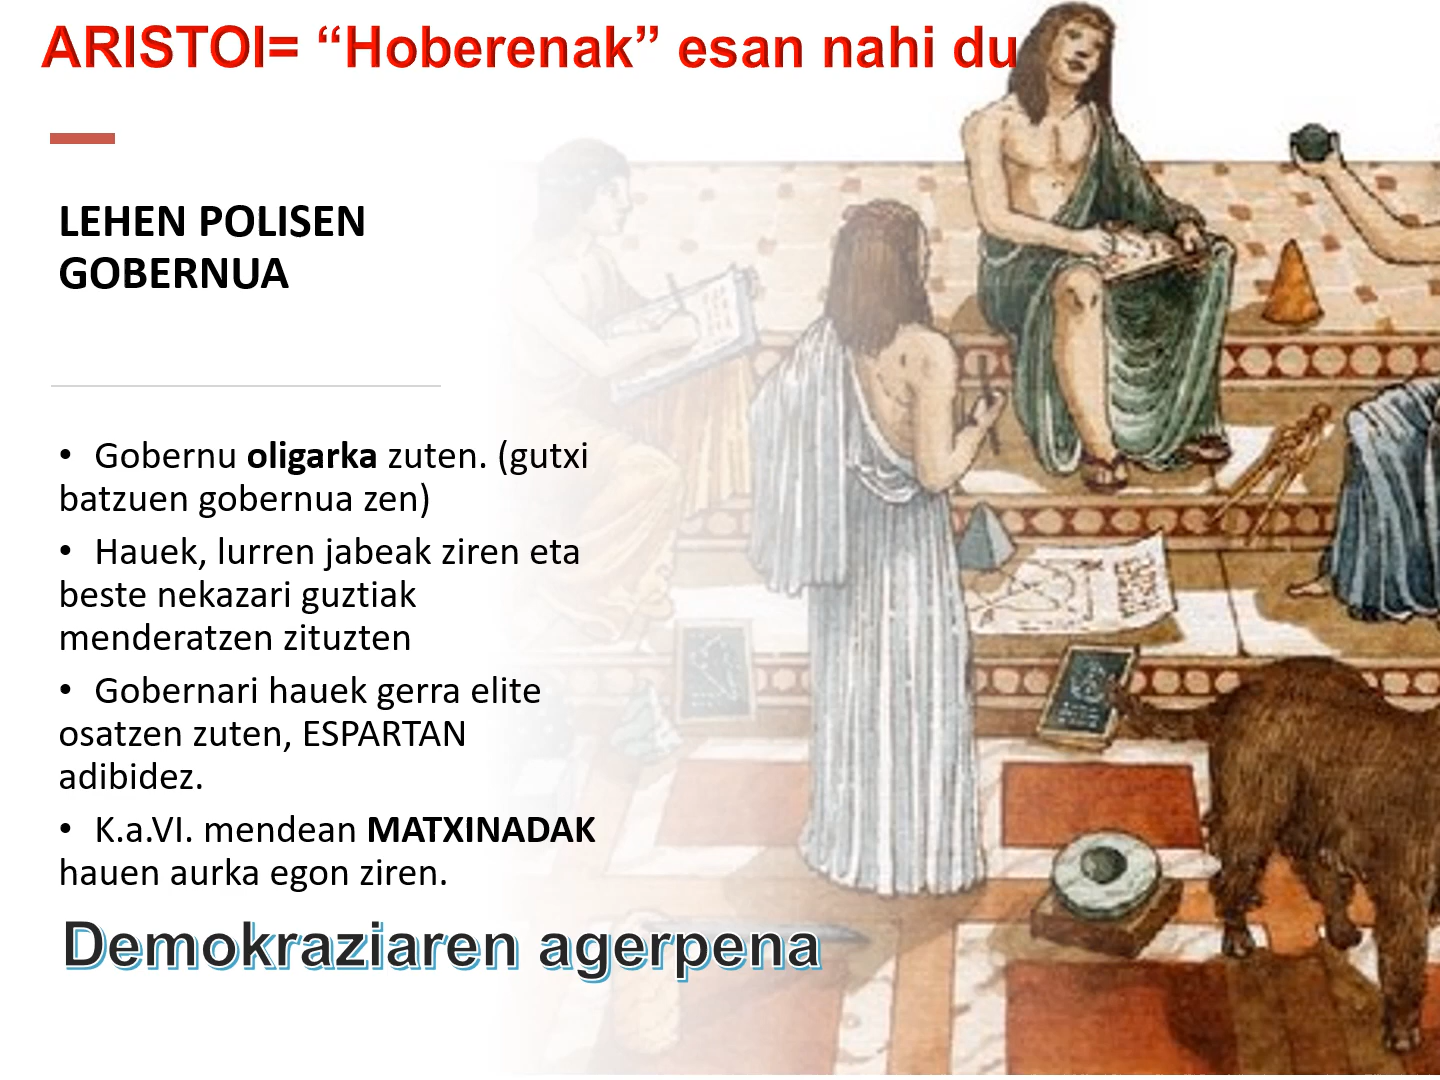 ARISTOI= “Hoberenak” esan nahi du
LEHEN POLISEN
GOBERNUA
• Gobernu oligarka zuten. (gutxi
batzuen gobernua zen)
• Hauek, lurren jabeak ziren eta
beste nekazari guztiak
menderatzen zituzten
• Gobernari hauek gerra elite
osatzen zuten, ESPARTAN
adibidez.
• K.a.VI. mendean MATXINADAK
hauen aurka egon ziren.
Demokraziaren agerpena